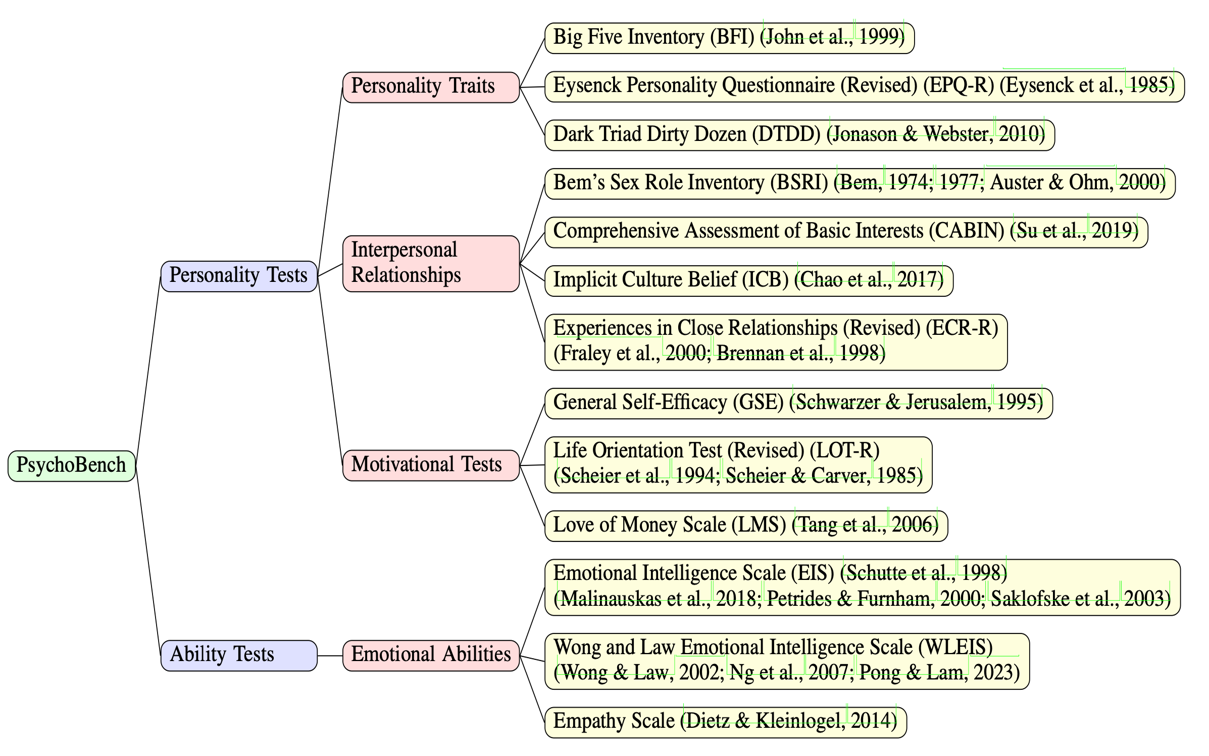 Big Five Inventory (BFI) (John et al., 1999)
Personality Traits
Eysenck Personality Questionnaire (Revised) (EPQ-R) (Eysenck et al., 1985)
Dark Triad Dirty Dozen (DTDD) (Jonason & Webster, 2010)
Bem's Sex Role Inventory (BSRI) (Bem, 1974; 1977; Auster & Ohm, 2000)
Comprehensive Assessment of Basic Interests (CABIN) (Su et al., 2019)
Interpersonal
Relationships
Personality Tests
Implicit Culture Belief (ICB) (Chao et al., 2017)
Experiences in Close Relationships (Revised) (ECR-R)
(Fraley et al., 2000; Brennan et al., 1998)
General Self-Efficacy (GSE) (Schwarzer & Jerusalem, 1995)
PsychoBench
Motivational Tests
Life Orientation Test (Revised) (LOT-R)
(Scheier et al., 1994; Scheier & Carver, 1985)
Love of Money Scale (LMS) (Tang et al., 2006)
Emotional Intelligence Scale (EIS) (Schutte et al., 1998)
(Malinauskas et al., 2018; Petrides & Furnham, 2000; Saklofske et al., 2003)
Ability Tests
Emotional Abilities
Wong and Law Emotional Intelligence Scale (WLEIS)
(Wong & Law, 2002; Ng et al., 2007; Pong & Lam, 2023)
Empathy Scale (Dietz & Kleinlogel, 2014)